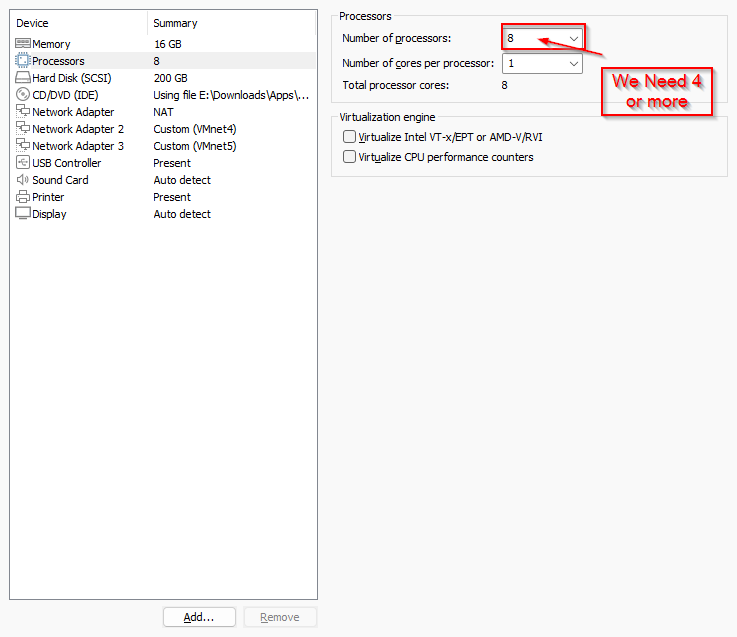 Device Summary
Memory 16 GB
Processors 8
Hard Disk (SCSI) 200 GB
CD/DVD (IDE) Using file E:\Downloads\Apps\...
Network Adapter NAT
Network Adapter 2 Custom (VMnet4)
Network Adapter 3 Custom (VMnet5)
USB Controller Present
Sound Card Auto detect
Printer Present
Display Auto detect
Add... Remove
Processors
Number of processors: 8
Number of cores per processor: 1
Total processor cores: 8
We Need 4
or more
Virtualization engine
Virtualize Intel VT-x/EPT or AMD-V/RVI
Virtualize CPU performance counters